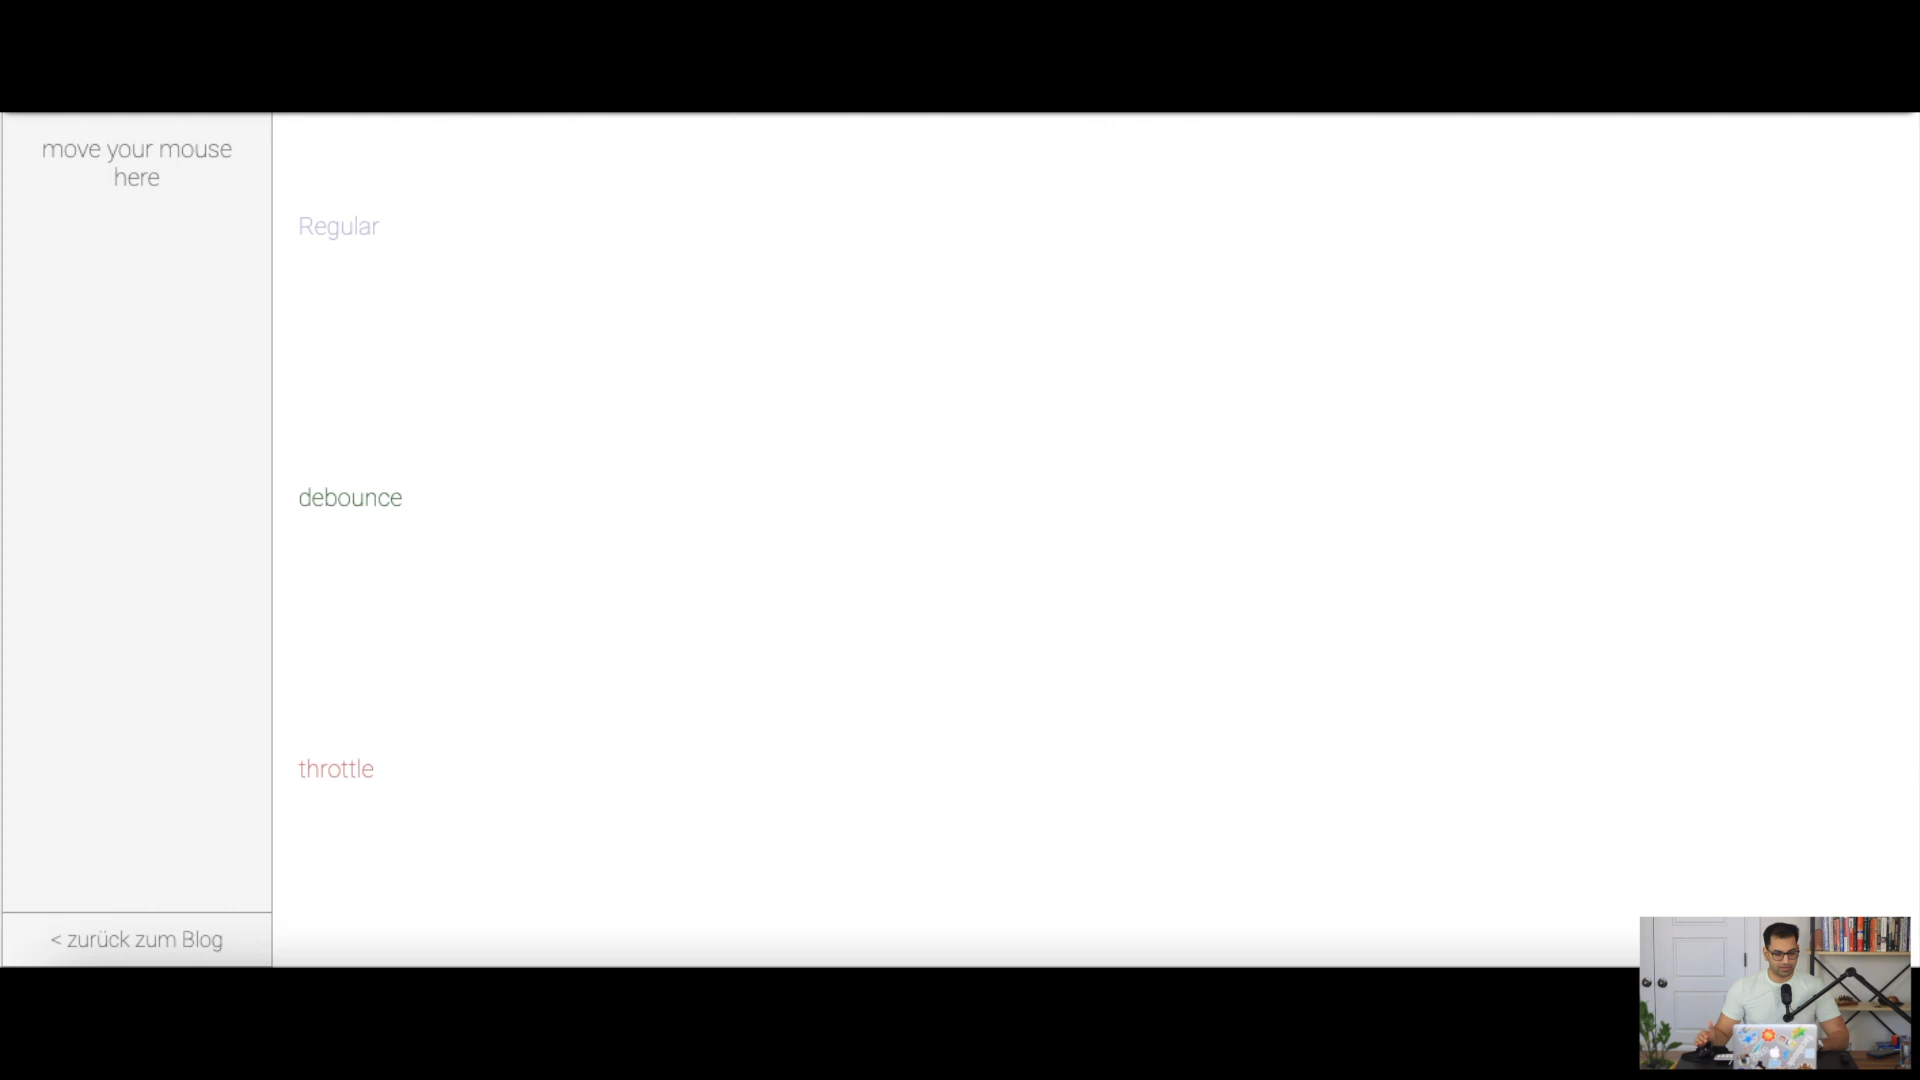 move your mouse
here
Regular
debounce
throttle
< zurück zum Blog